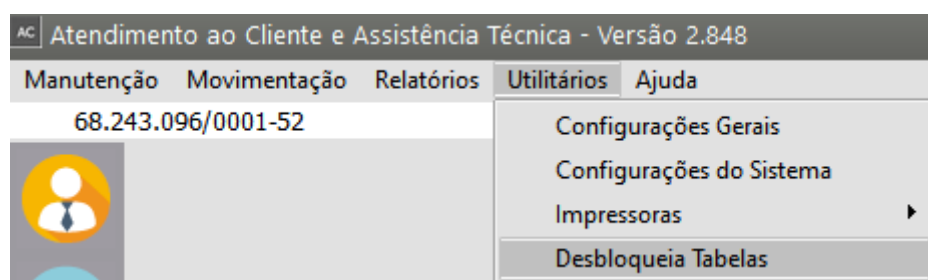 AC Atendimento ao Cliente e Assistência Técnica - Versão 2.848
Manutenção Movimentação Relatórios Utilitários Ajuda
68.243.096/0001-52
Configurações Gerais
Configurações do Sistema
Impressoras
Desbloqueia Tabelas